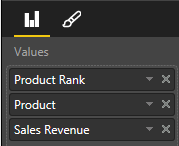 Values
Product Rank
Product
Sales Revenue